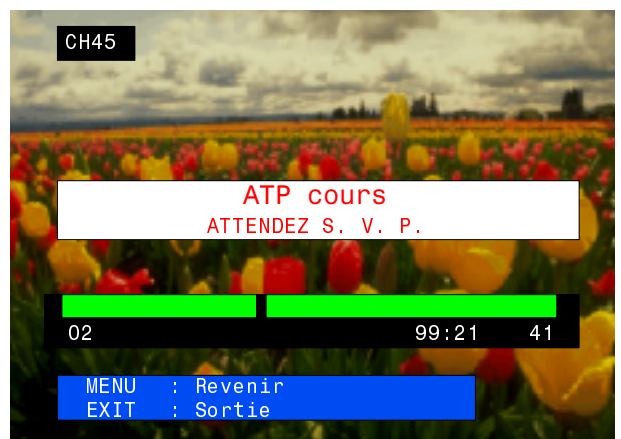 CH45
ATP cours
ATTENDEZ S. V. P.
02 99:21 41
MENU : Revenir
EXIT : Sortie